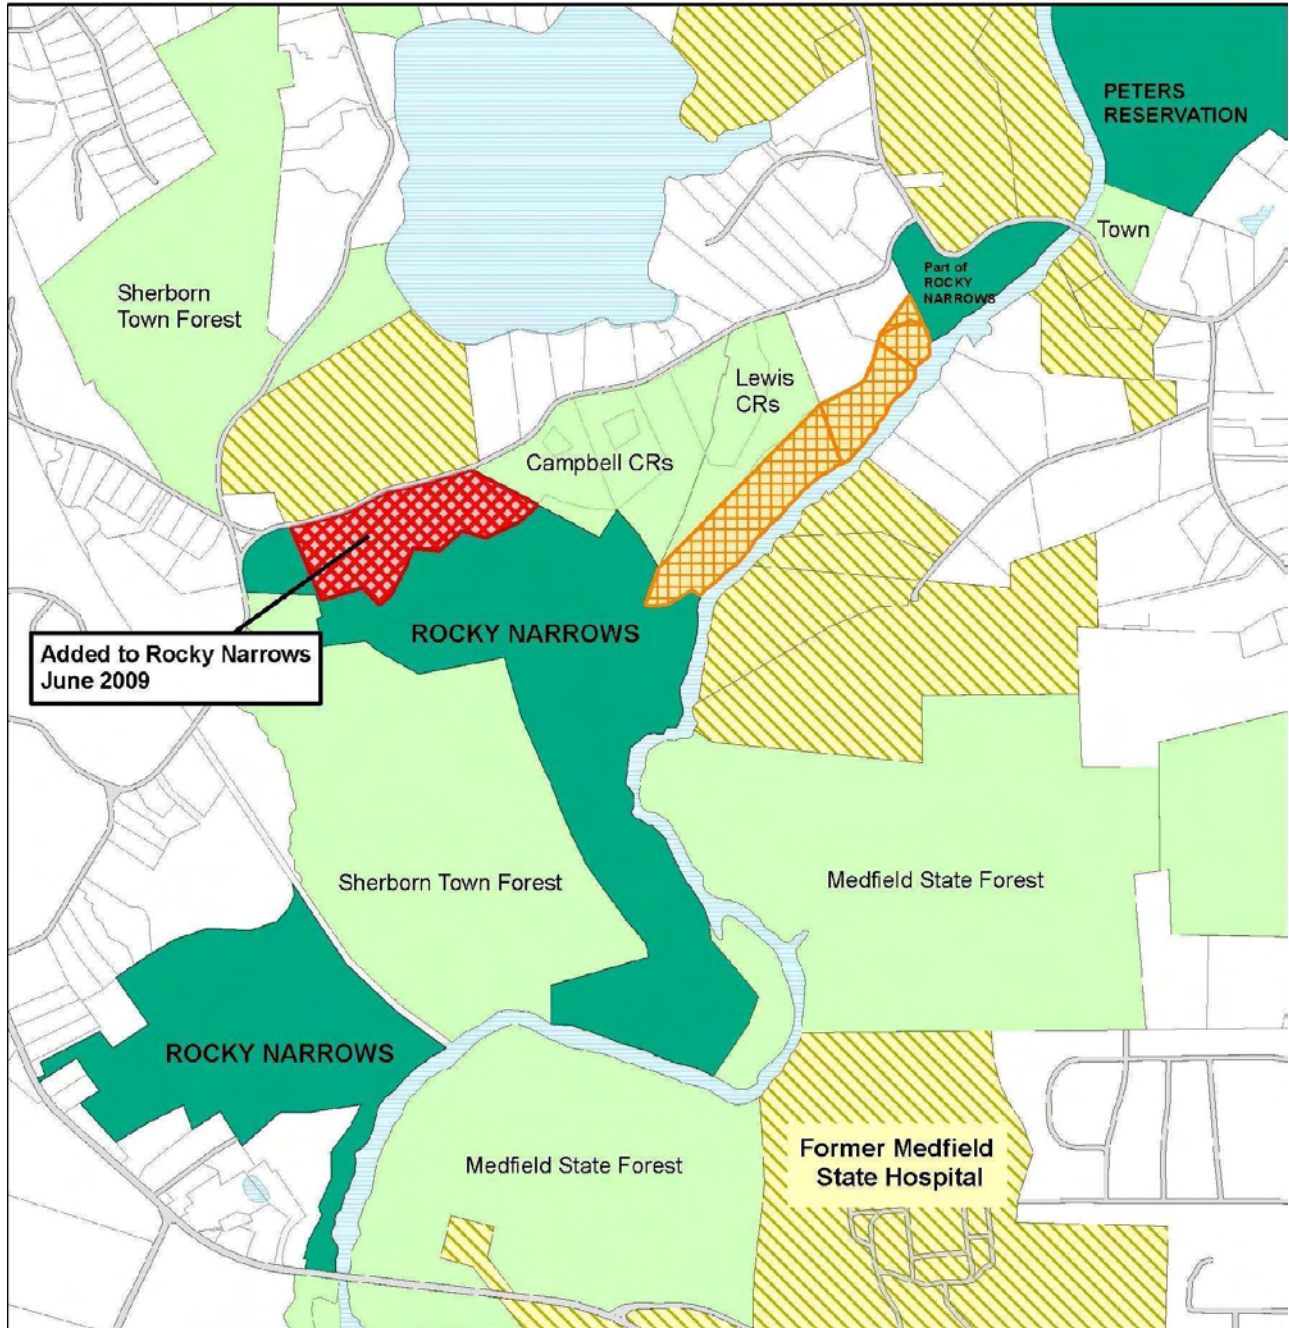 PETERS
RESERVATION
Town
Part of
ROCKY
NARROWS
Sherborn
Town Forest
Lewis
CRs
Campbell CRs
ROCKY NARROWS
Added to Rocky Narrows
June 2009
Sherborn Town Forest
Medfield State Forest
ROCKY NARROWS
Medfield State Forest
Former Medfield
State Hospital